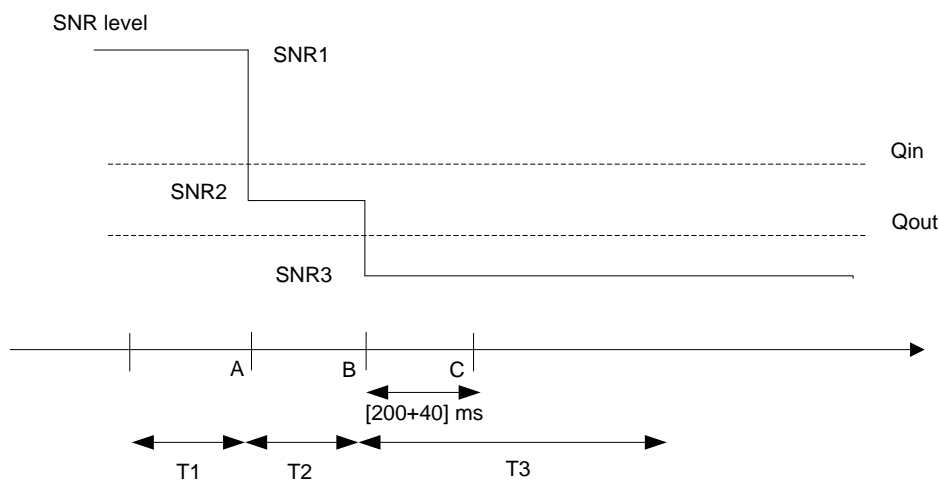 SNR level
SNR1
Qin
SNR2
Qout
SNR3
A
B
C
[200+40] ms
T1
T2
T3